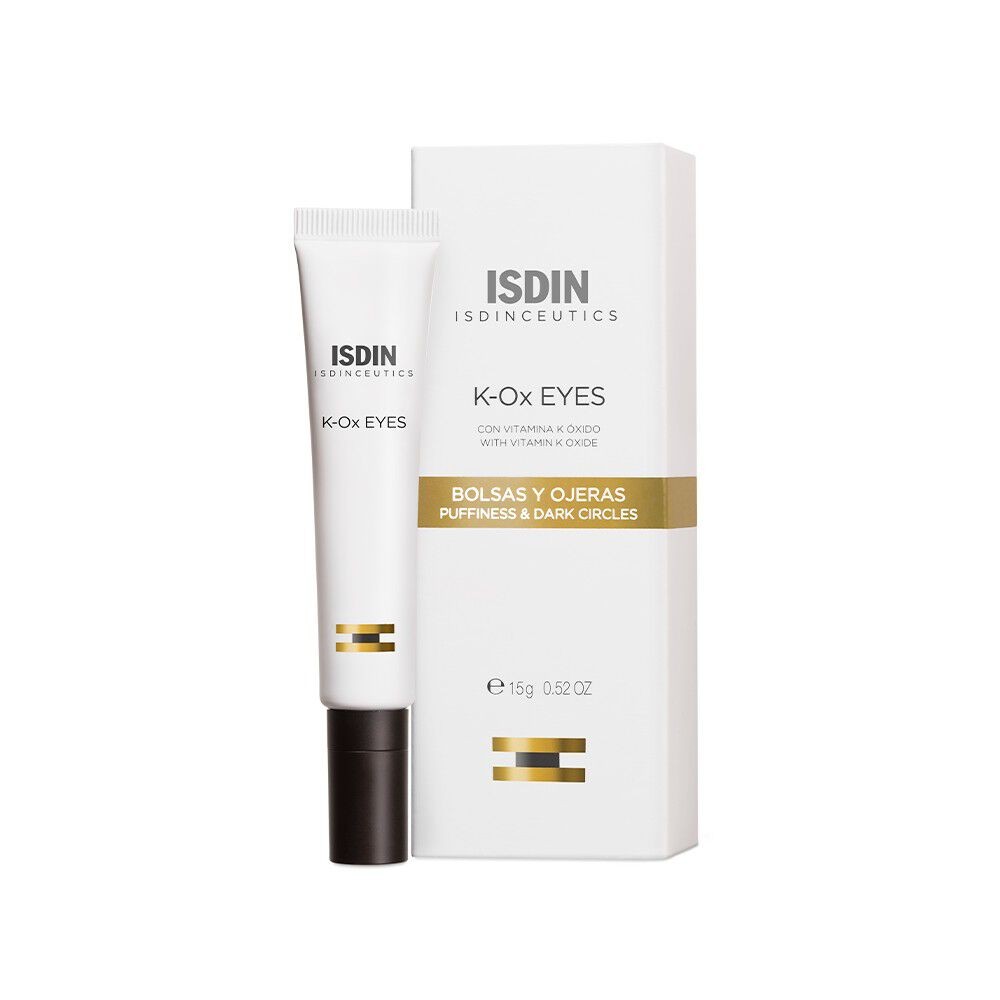 ISDIN
ISDINCEUTICS
K-Ox EYES
ISDIN
ISDINCEUTICS
K-Ox EYES
CON VITAMINA K ÓXIDO
WITH VITAMIN K OXIDE
BOLSAS Y OJERAS
PUFFINESS & DARK CIRCLES
℮ 15g 0.52 OZ